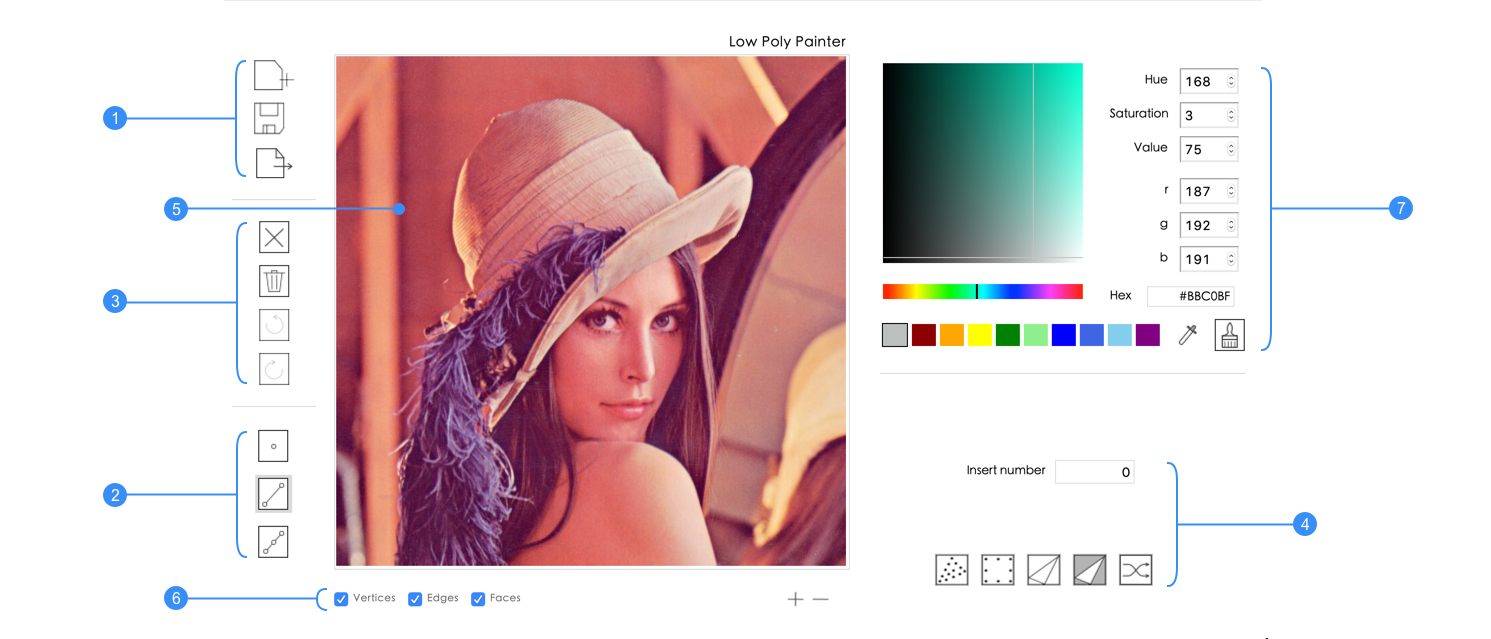 Low Poly Painter
1
5
3
2
6
Vertices Edges Faces
Hue 168
Saturation 3
Value 75
r 187
g 192
b 191
Hex #BBC0BF
7
Insert number 0
4